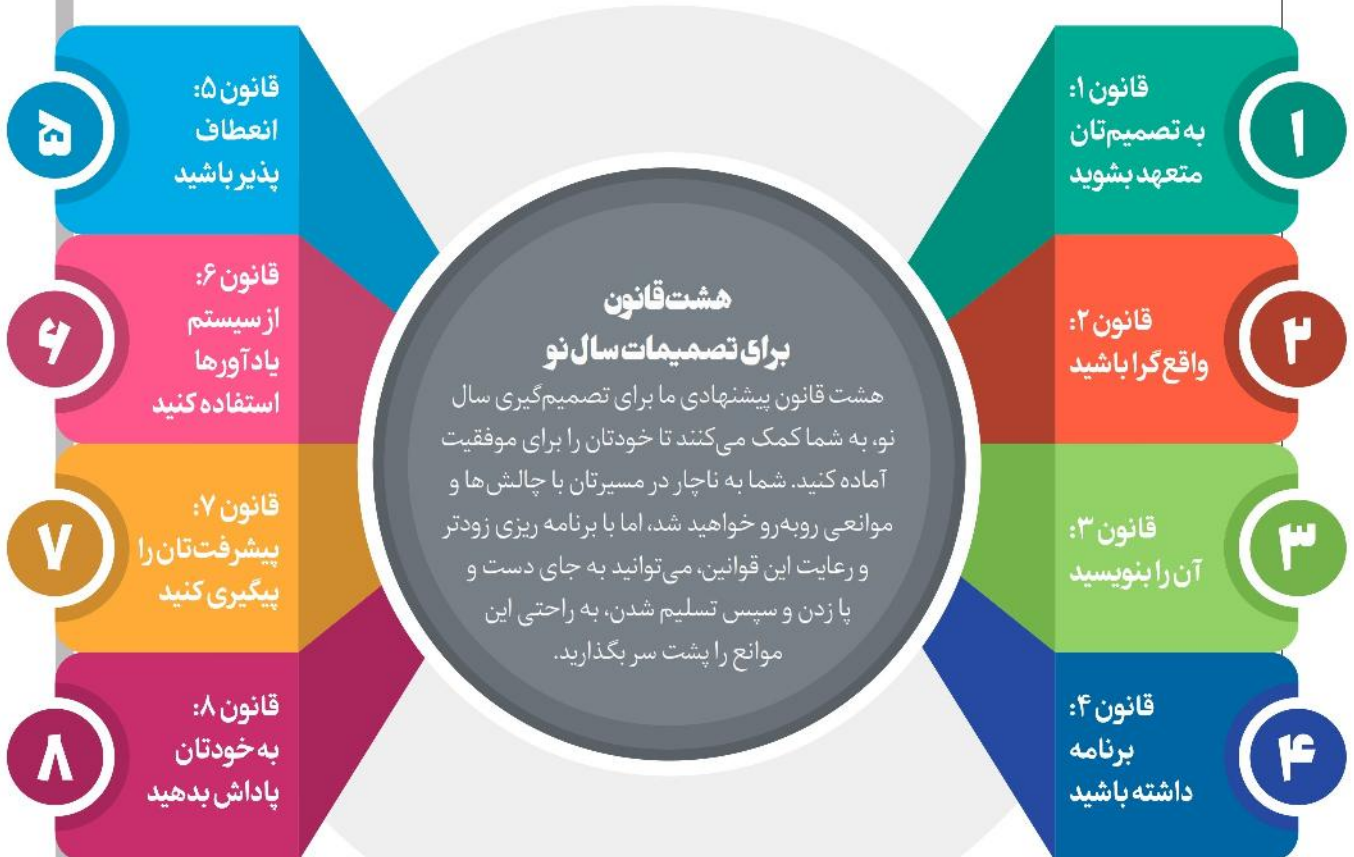 هشت قانون
برای تصمیمات سال نو
هشت قانون پیشنهادی ما برای تصمیم‌گیری سال
نو، به شما کمک می‌کنند تا خودتان را برای موفقیت
آماده کنید. شما به ناچار در مسیرتان با چالش‌ها و
موانعی روبه‌رو خواهید شد، اما با برنامه ریزی زودتر
و رعایت این قوانین، می‌توانید به جای دست و
پا زدن و سپس تسلیم شدن، به راحتی این
موانع را پشت سر بگذارید.
۱
قانون ۱:
به تصمیم‌تان
متعهد بشوید
۲
قانون ۲:
واقع‌گرا باشید
۳
قانون ۳:
آن را بنویسید
۴
قانون ۴:
برنامه
داشته باشید
۵
قانون ۵:
انعطاف
پذیر باشید
۶
قانون ۶:
از سیستم
یادآورها
استفاده کنید
۷
قانون ۷:
پیشرفت‌تان را
پیگیری کنید
۸
قانون ۸:
به خودتان
پاداش بدهید